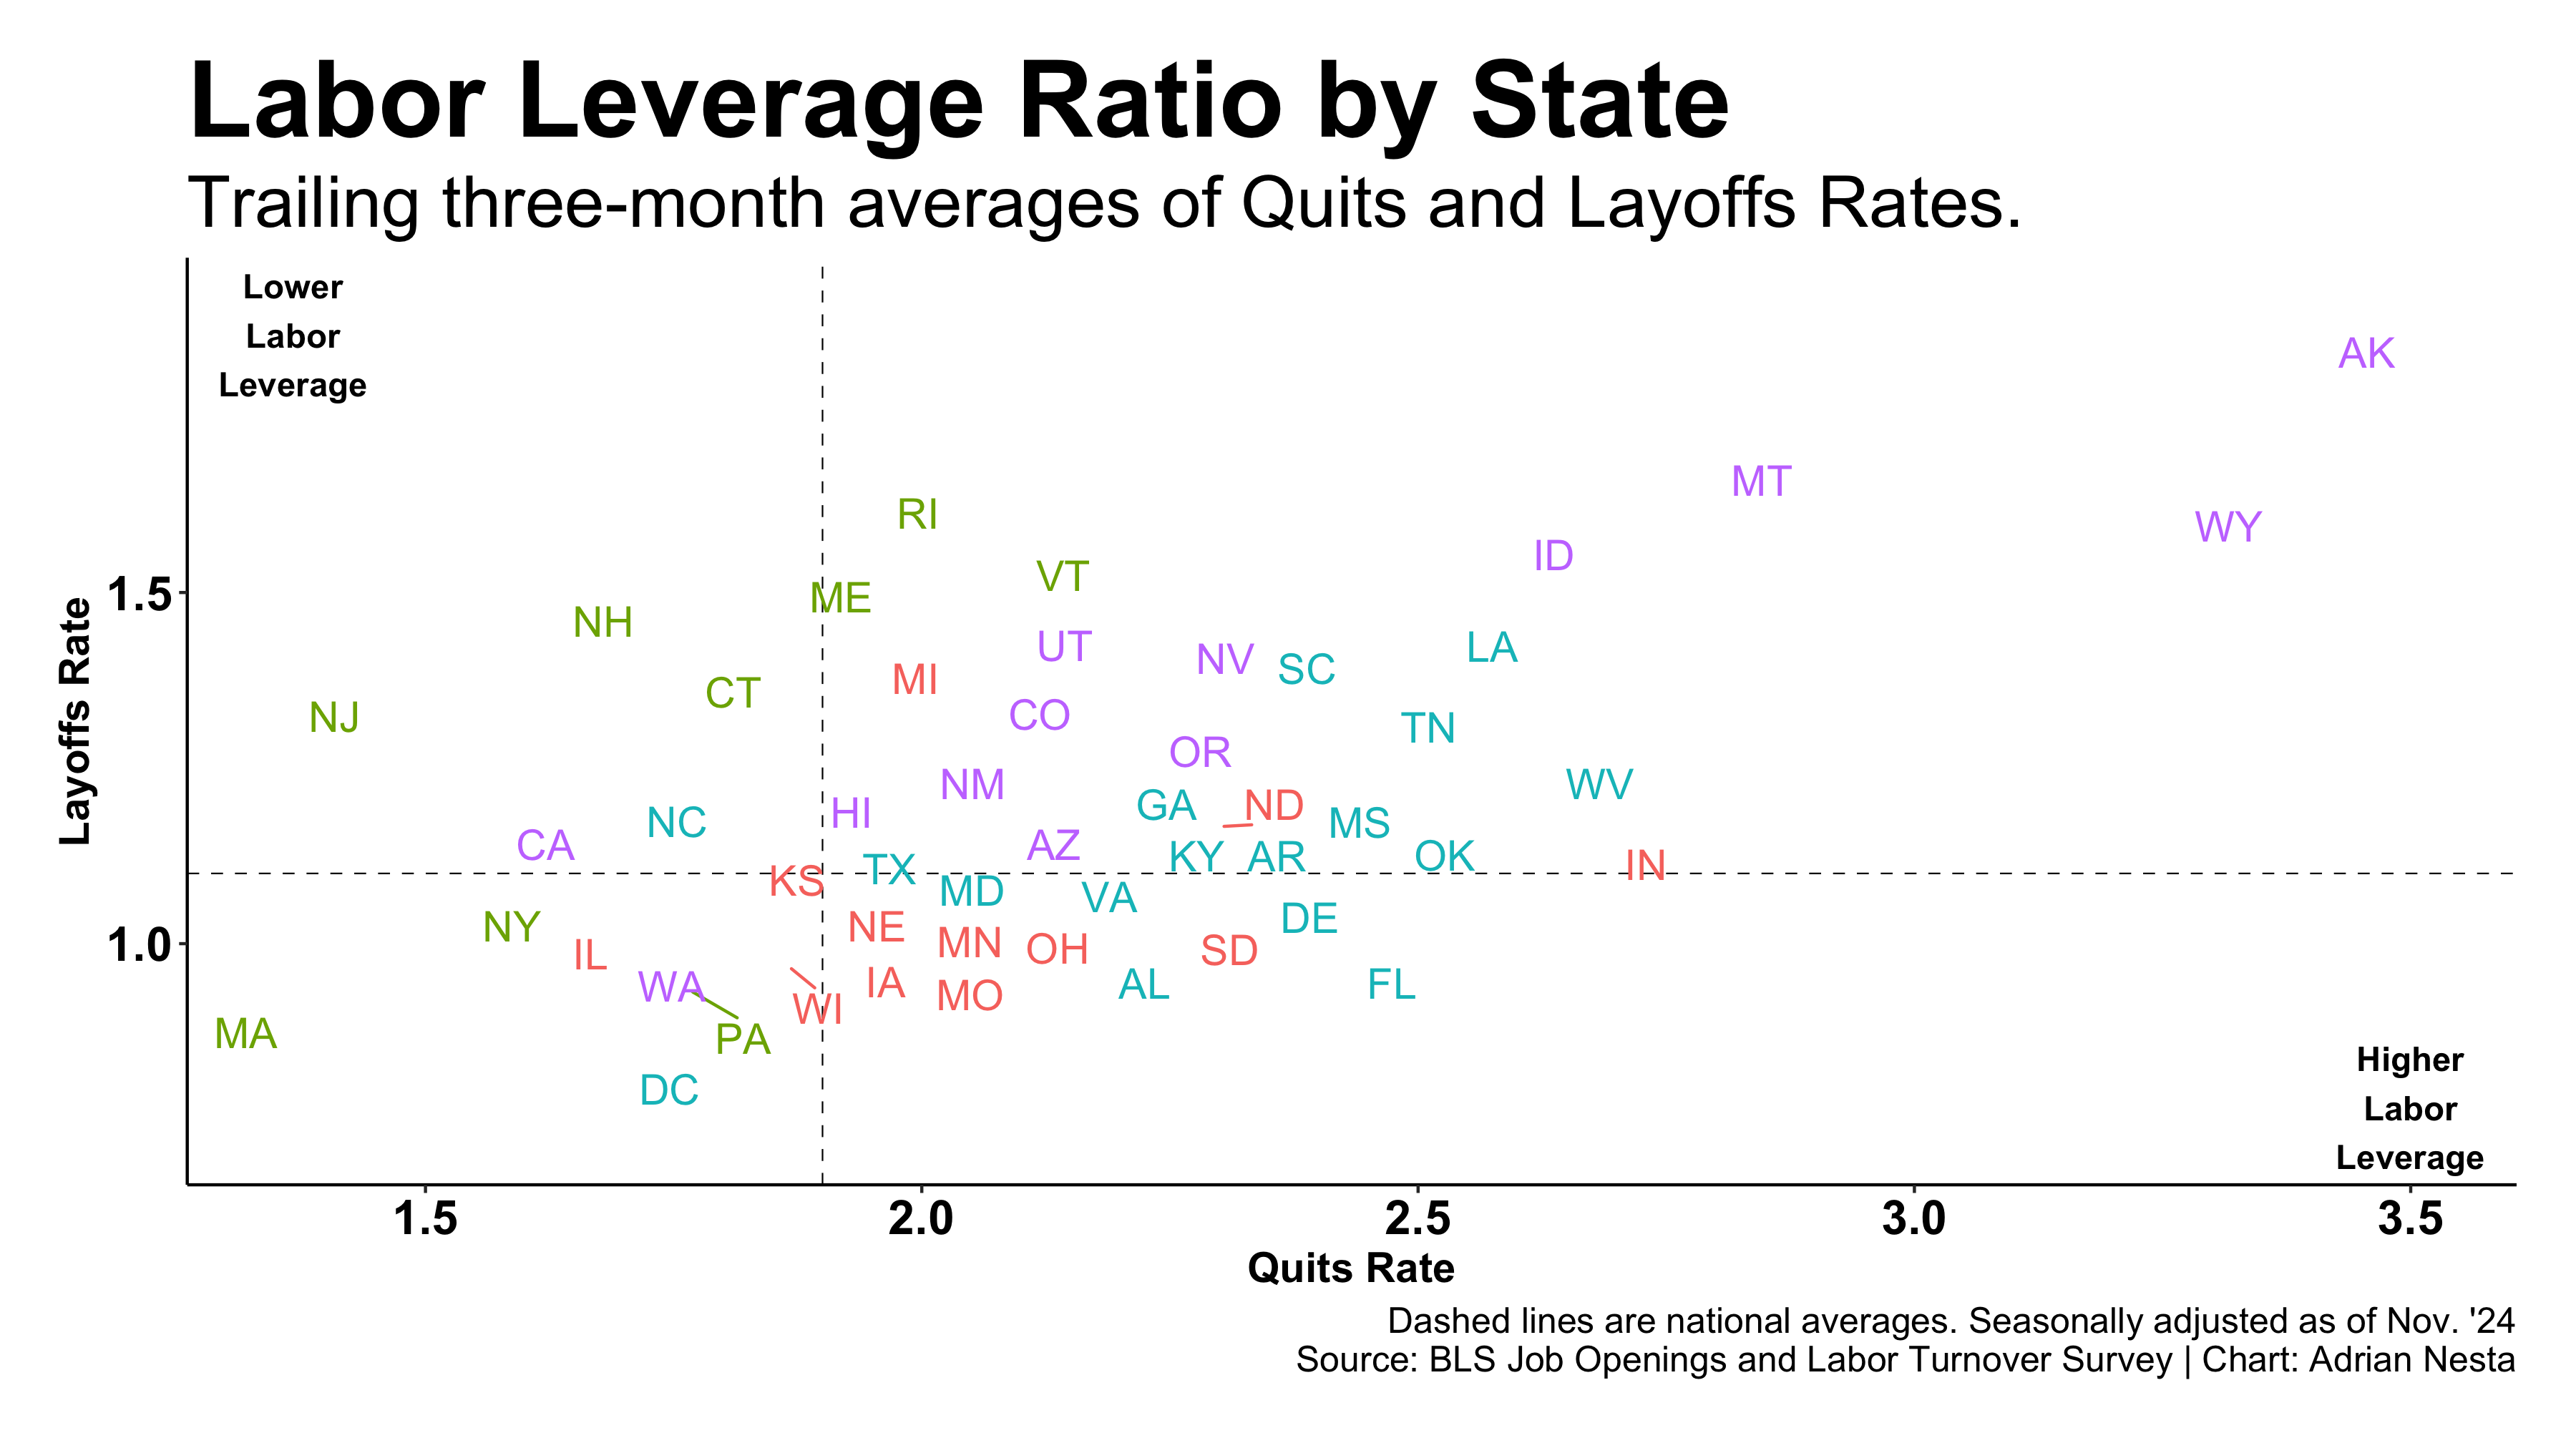 Labor Leverage Ratio by State
Trailing three-month averages of Quits and Layoffs Rates.
Lower
Labor
Leverage
AK
MT
WY
RI
ID
VT
1.5
ME
NH
UT
LA
NV
SC
MI
CT
NJ
CO
TN
OR
NM
WV
GA
ND
HI
NC
MS
CA
AZ
KY
AR
OK
IN
TX
KS
MD
VA
DE
NY
NE
MN
OH
SD
1.0
IL
WA
IA
AL
FL
MO
WI
MA
PA
DC
Layoffs Rate
Higher
Labor
Leverage
1.5
2.0
2.5
3.0
3.5
Quits Rate
Dashed lines are national averages. Seasonally adjusted as of Nov. '24
Source: BLS Job Openings and Labor Turnover Survey | Chart: Adrian Nesta